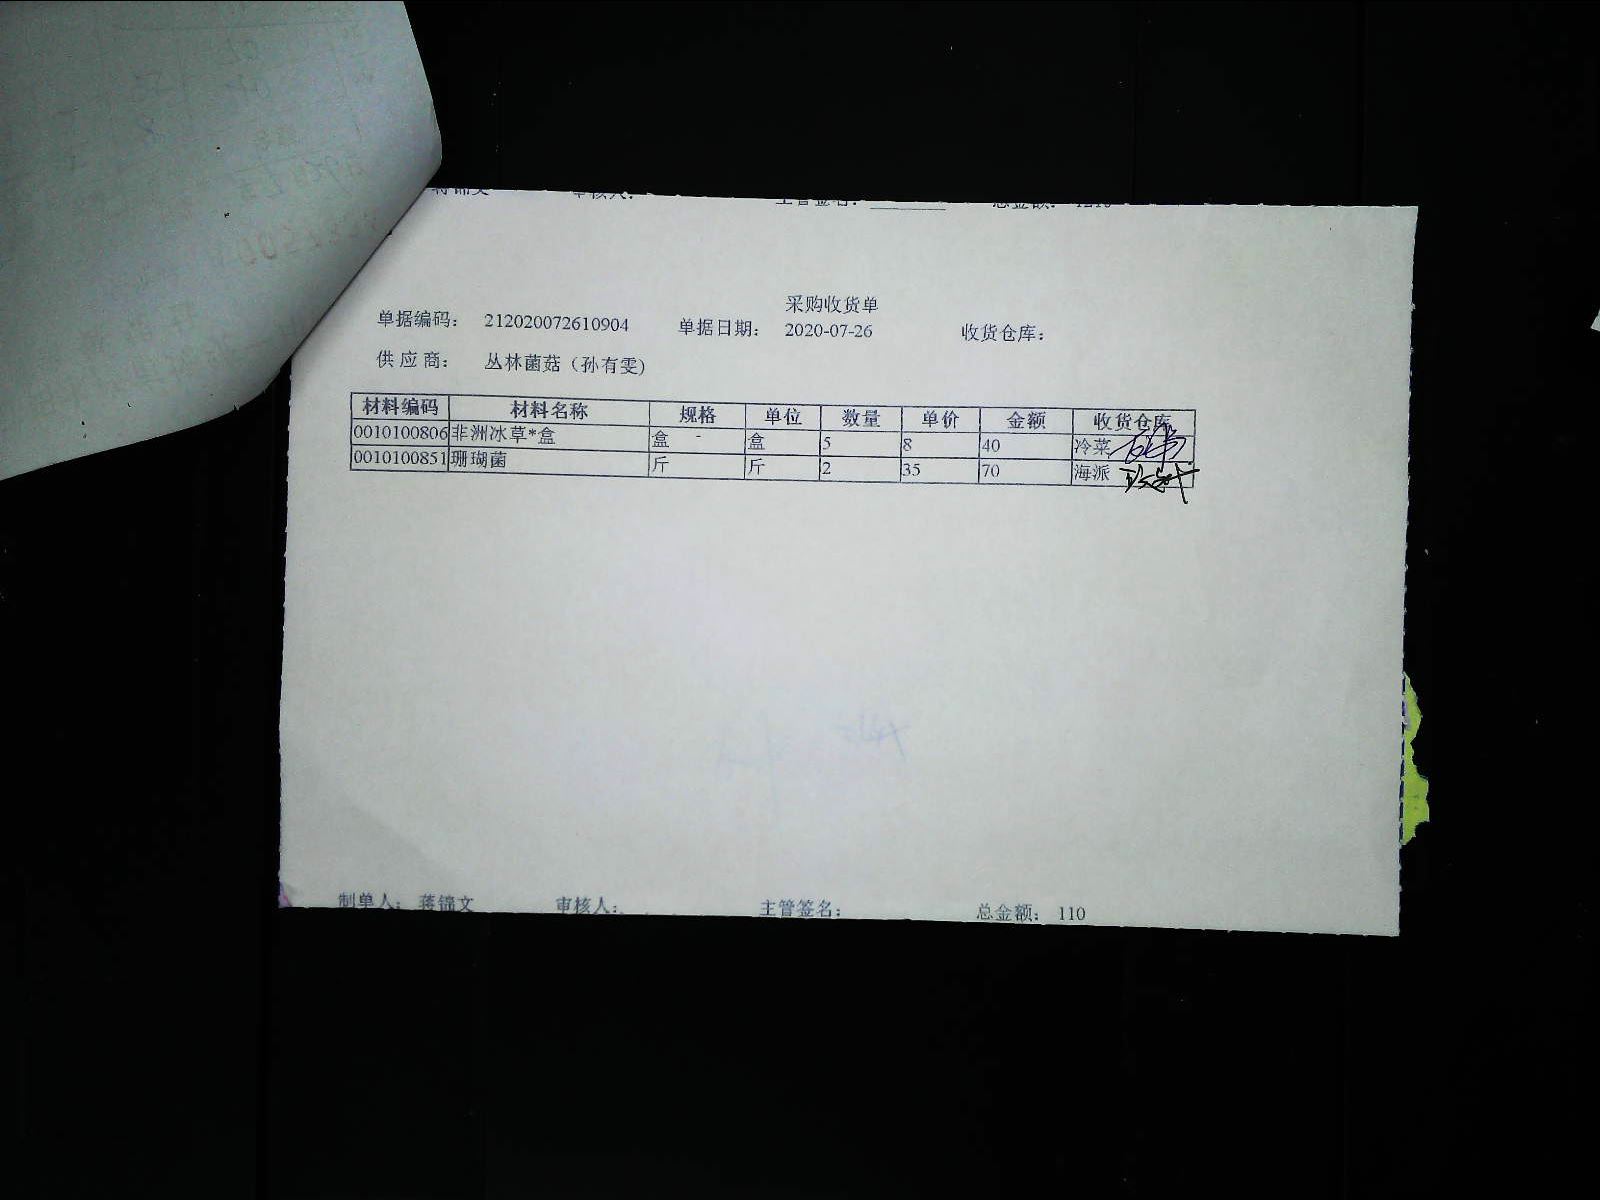 采购收货单
单据编码： 212020072610904 单据日期： 2020-07-26 收货仓库：
供 应 商： 丛林菌菇（孙有雯)
材料编码 材料名称 规格 单位 数量 单价 金额 收货仓库
0010100806 非洲冰草*盒 盒 盒 5 8 40 冷菜
0010100851 珊瑚菌 斤 斤 2 35 70 海派
制单人： 蒋锦文 审核人： 主管签名： 总金额： 110